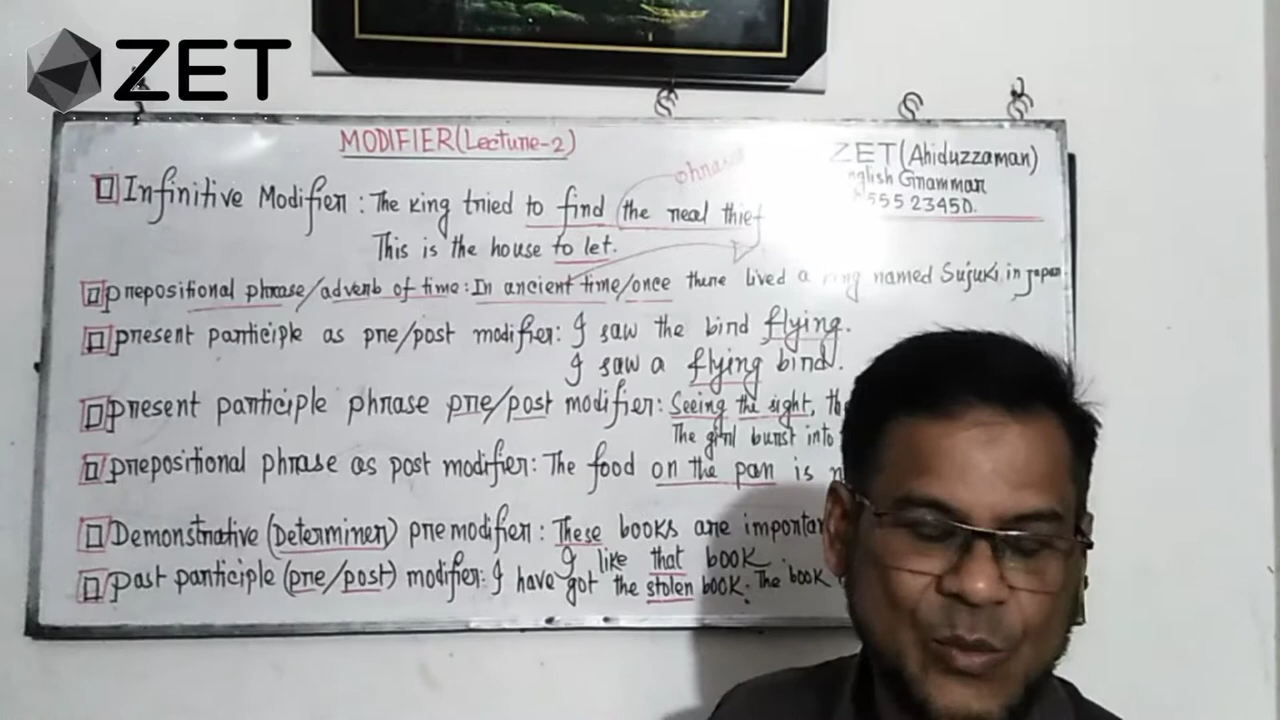 ZET
MODIFIER (Lecture-2)
ZET (Ahiduzzaman)
English Grammar
555 23450.
Infinitive Modifier : The king tried to find the real thief
This is the house to let.
prepositional phrase/adverb of time: In ancient time/once there lived a king named Sujuki in japan
present participle as pre/post modifier: I saw the bird flying.
I saw a flying bird.
present participle phrase pre/post modifier: Seeing the sight,
The girl burst into
prepositional phrase as post modifier: The food on the pan is
Demonstrative (Determiner) premodifier : These books are
I like that book
past participle (pre/post) modifier: I have got the stolen book. The book